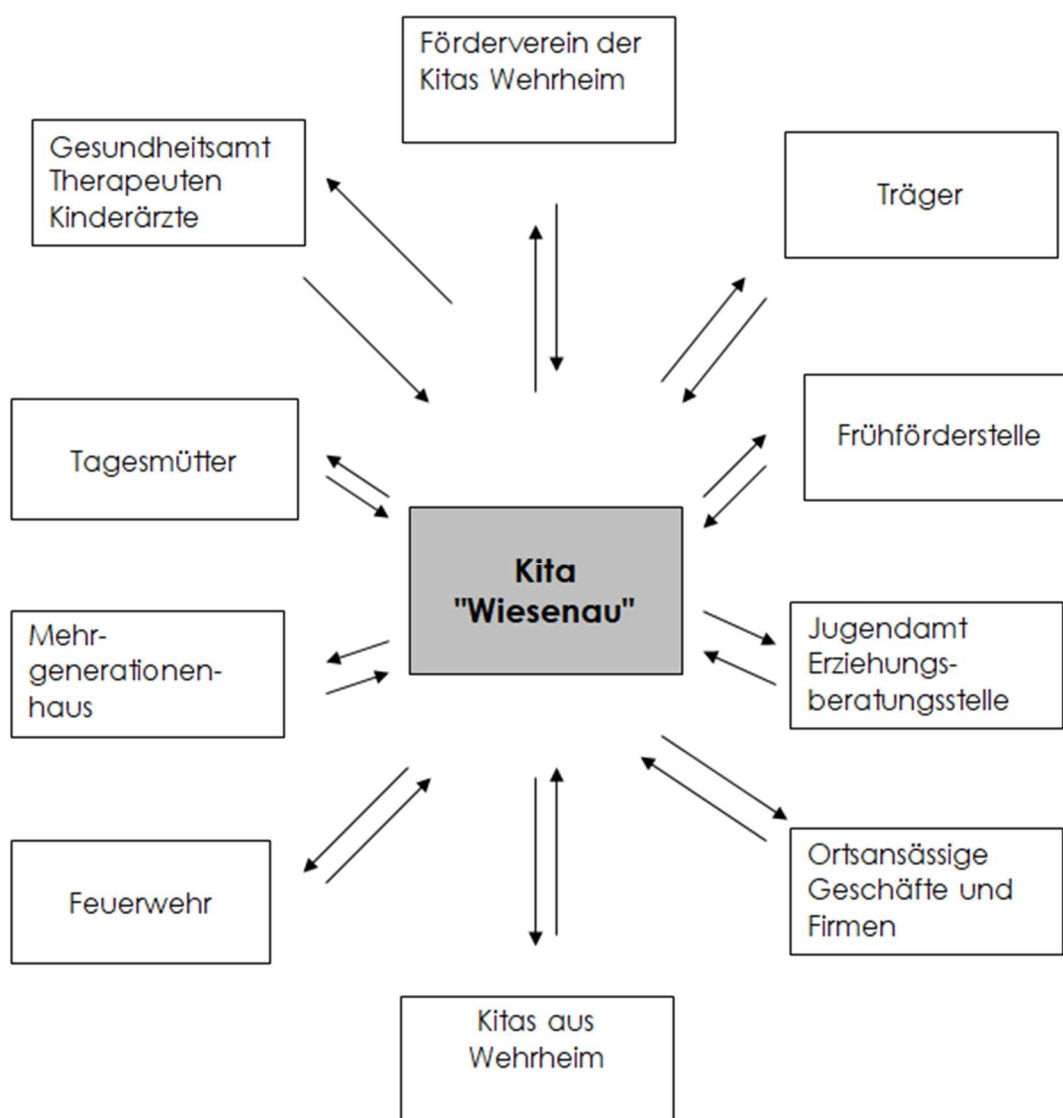 Förderverein der
Kitas Wehrheim
Gesundheitsamt
Therapeuten
Kinderärzte
Träger
Tagesmütter
Frühförderstelle
Kita
"Wiesenau"
Mehr-
generationen-
haus
Jugendamt
Erziehungs-
beratungsstelle
Feuerwehr
Ortsansässige
Geschäfte und
Firmen
Kitas aus
Wehrheim